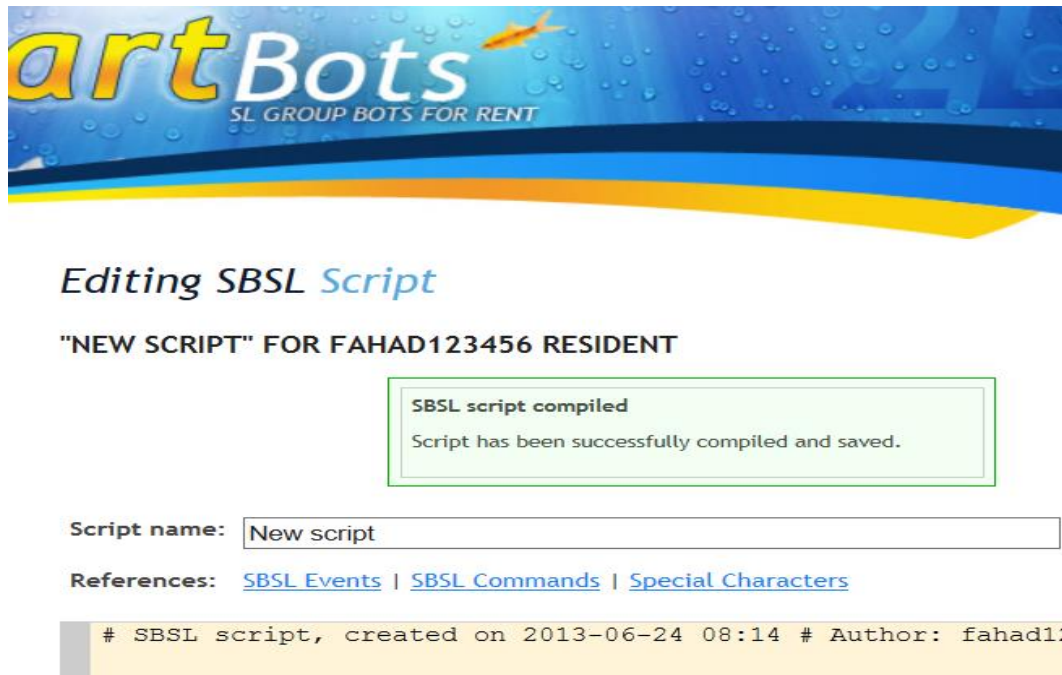 artBots
SL GROUP BOTS FOR RENT
Editing SBSL Script
"NEW SCRIPT" FOR FAHAD123456 RESIDENT
SBSL script compiled
Script has been successfully compiled and saved.
Script name: New script
References: SBSL Events | SBSL Commands | Special Characters
# SBSL script, created on 2013-06-24 08:14 # Author: fahad12